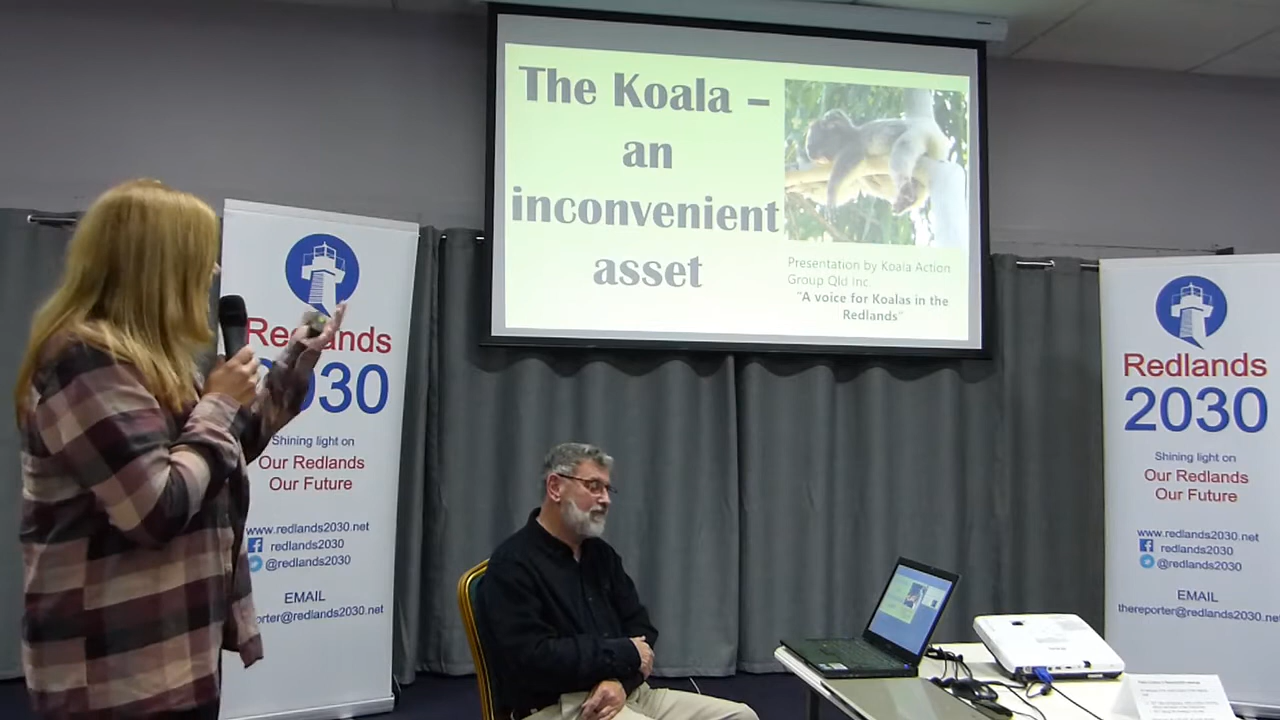 The Koala –
an
inconvenient
asset
Presentation by Koala Action
Group Qld Inc
"A voice for Koalas in the
Redlands"
Redlands
2030
Shining light on
Our Redlands
Our Future
www.redlands2030.net
redlands2030
@redlands2030
EMAIL
orter@redlands2030.net
Redlands
2030
Shining light on
Our Redlands
Our Future
www.redlands2030.net
redlands2030
@redlands2030
EMAIL
thereporter@redlands2030.net